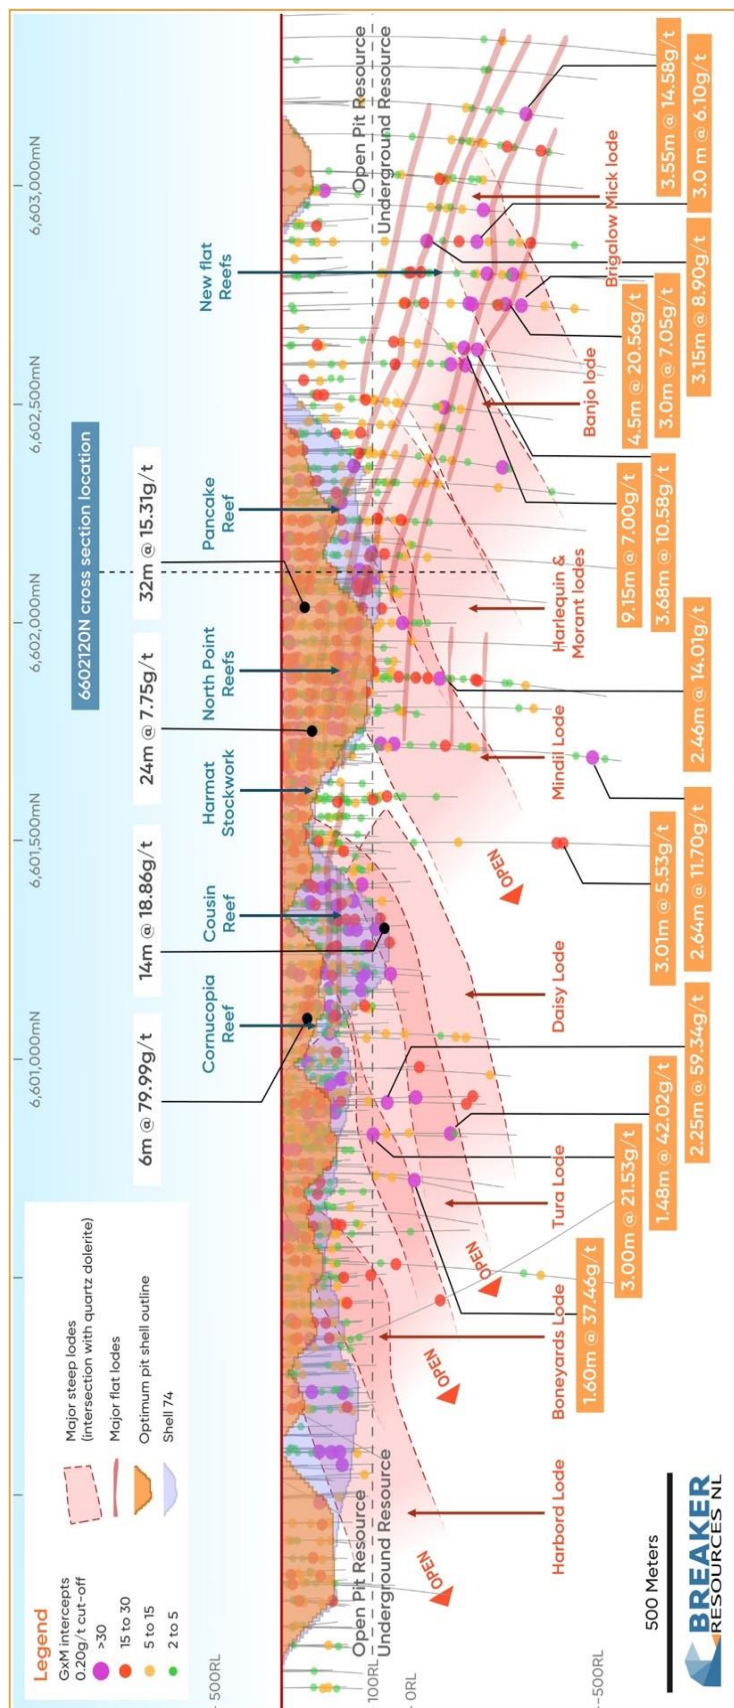 Legend
GxM intercepts
0.20g/t cut-off
>30
15 to 30
5 to 15
2 to 5
Major steep lodes
(intersection with quartz dolerite)
Major flat lodes
Optimum pit shell outline
Shell 74
6602120N cross section location
6,601,000mN
6,601,500mN
6,602,000mN
6,602,500mN
6,603,000mN
6m @ 79.99g/t
14m @ 18.86g/t
24m @ 7.75g/t
32m @ 15.31g/t
Cornucopia
Reef
Cousin
Reef
Harmat
Stockwork
North Point
Reefs
Pancake
Reef
New flat
Reefs
500RL
100RL
0RL
-500RL
Open Pit Resource
Underground Resource
Open Pit Resource
Underground Resource
OPEN
OPEN
OPEN
OPEN
Harbord Lode
Boneyards Lode
Tura Lode
Daisy Lode
Mindii Lode
Harlequin &
Morant lodes
Banjo lode
Brigalow Mick lode
1.60m @ 37.46g/t
3.00m @ 21.53g/t
1.48m @ 42.02g/t
2.25m @ 59.34g/t
3.01m @ 5.53g/t
2.64m @ 11.70g/t
2.46m @ 14.01g/t
9.15m @ 7.00g/t
3.68m @ 10.58g/t
4.5m @ 20.56g/t
3.0m @ 7.05g/t
3.15m @ 8.90g/t
3.55m @ 14.58g/t
3.0 m @ 6.10g/t
500 Meters
BREAKER
RESOURCES NL